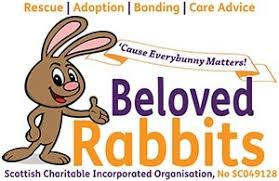 Rescue | Adoption | Bonding | Care Advice
'Cause Everybunny Matters!
Beloved
Rabbits
Scottish Charitable Incorporated Organisation, No SC049128